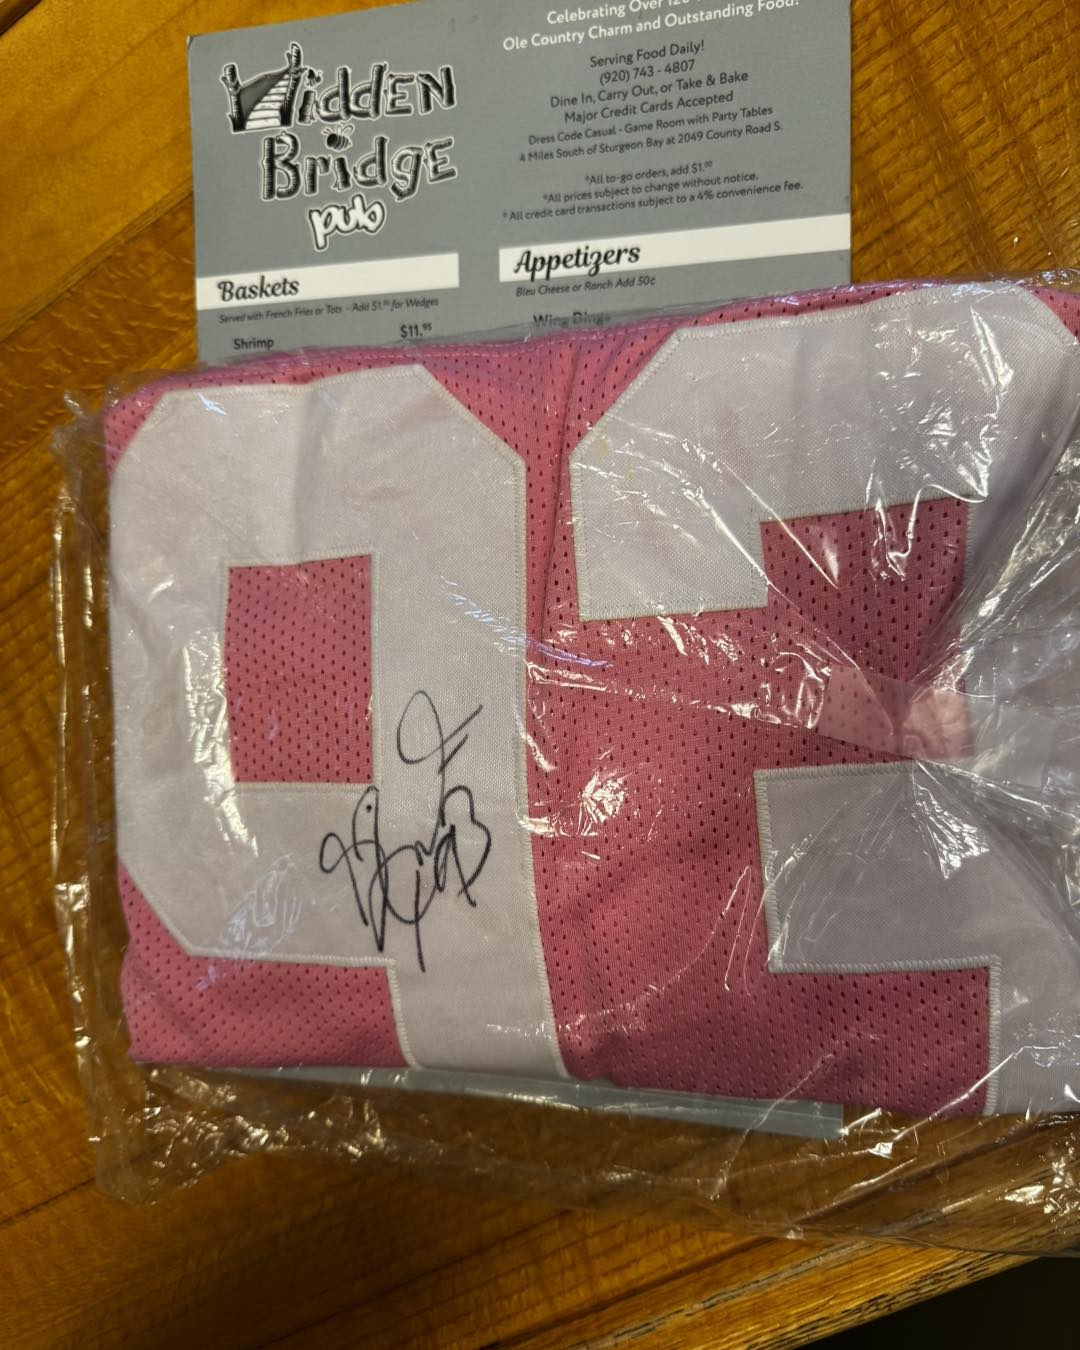 Hidden
Bridge
pub
Celebrating Over
Ole Country Charm and Outstanding Food!
Serving Food Daily!
(920) 743 - 4807
Dine In, Carry Out, or Take & Bake
Major Credit Cards Accepted
Dress Code Casual - Game Room with Party Tables
4 Miles South of Sturgeon Bay at 2049 County Road S.
*All to-go orders, add $1.00
*All prices subject to change without notice.
* All credit card transactions subject to a 4% convenience fee.
Baskets
Served with French Fries or Tots - Add $1.50 for Wedges
Shrimp $11.95
Appetizers
Bleu Cheese or Ranch Add 50¢
Wing Dings
93
93